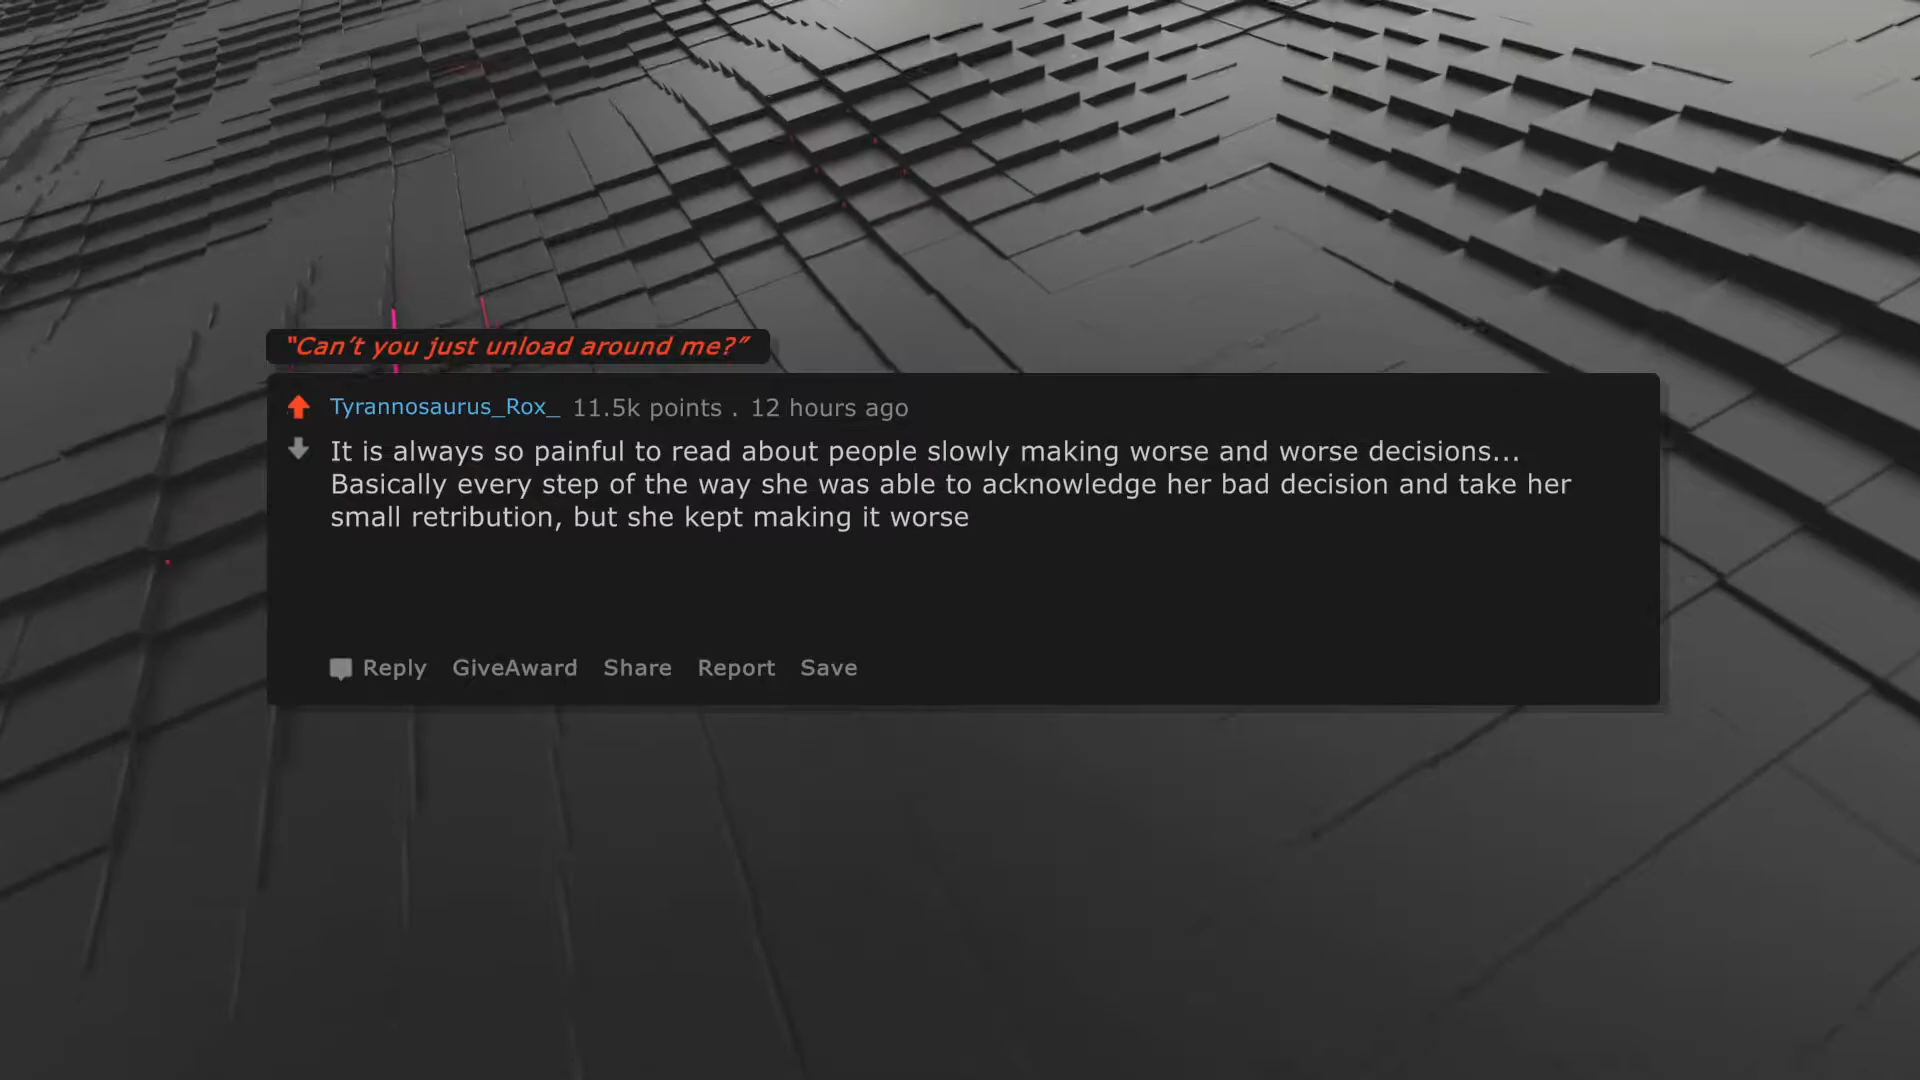 "Can't you just unload around me?"
Tyrannosaurus_Rox_ 11.5k points . 12 hours ago
It is always so painful to read about people slowly making worse and worse decisions...
Basically every step of the way she was able to acknowledge her bad decision and take her
small retribution, but she kept making it worse
Reply GiveAward Share Report Save